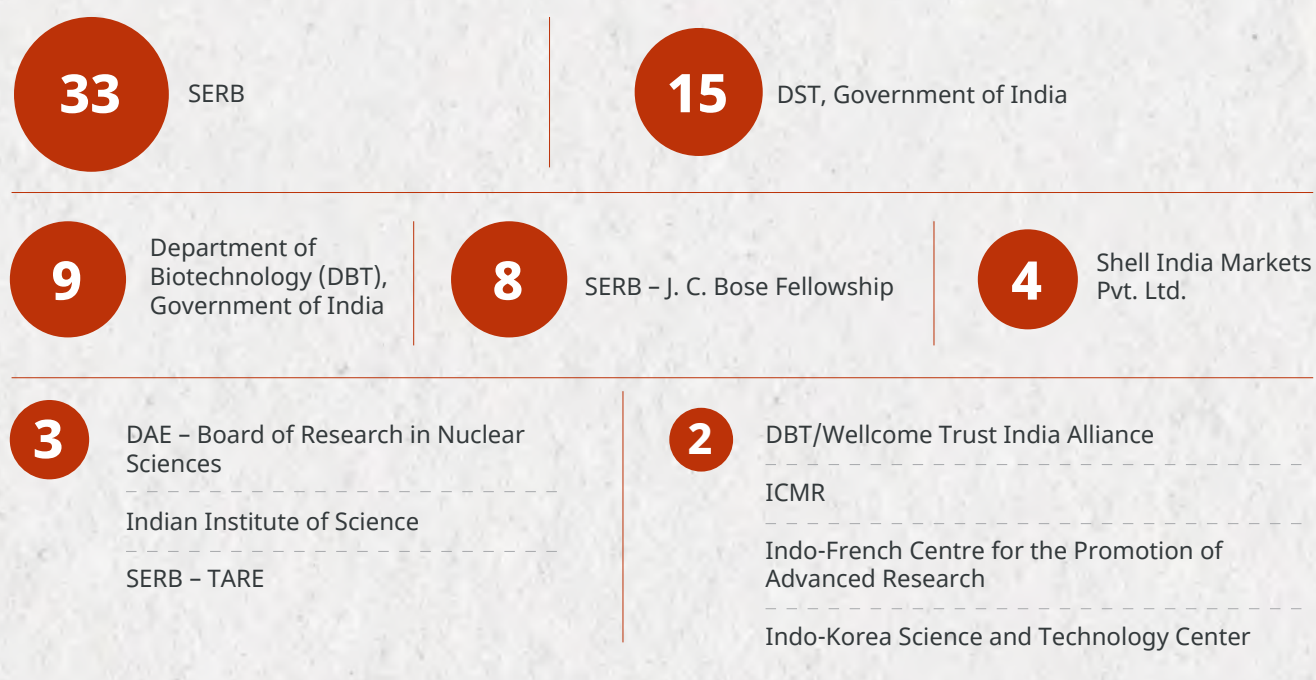 33
SERB
15
DST, Government of India
9
Department of
Biotechnology (DBT),
Government of India
8
SERB – J. C. Bose Fellowship
4
Shell India Markets
Pvt. Ltd.
3
DAE – Board of Research in Nuclear
Sciences
Indian Institute of Science
SERB – TARE
2
DBT/Wellcome Trust India Alliance
ICMR
Indo-French Centre for the Promotion of
Advanced Research
Indo-Korea Science and Technology Center